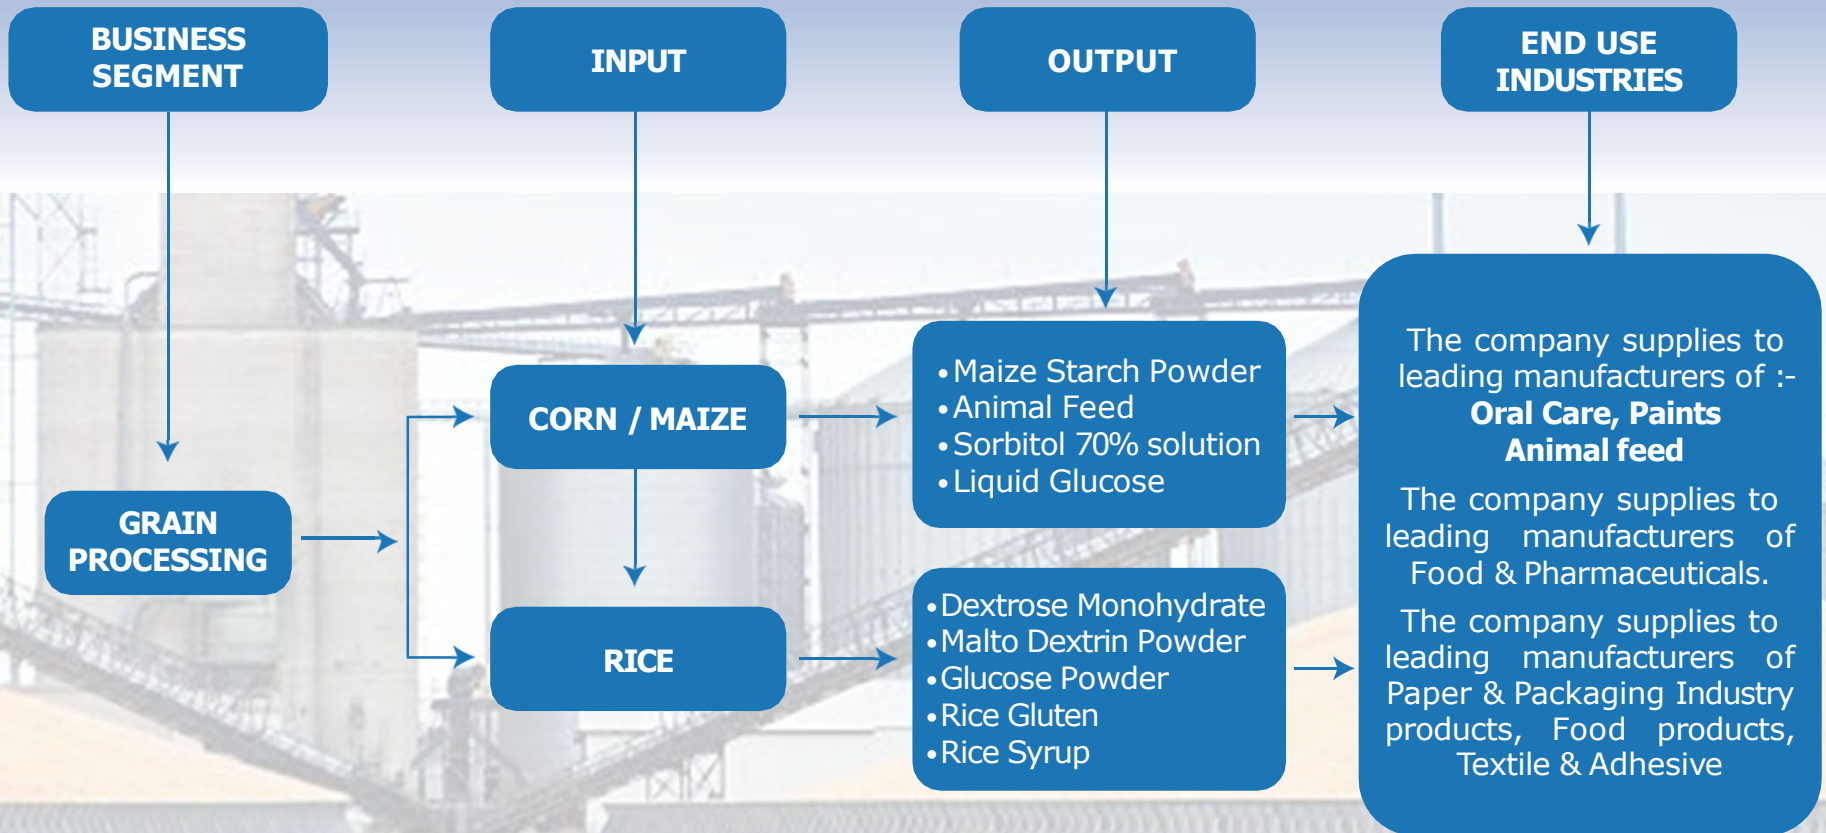 BUSINESS
SEGMENT
INPUT
OUTPUT
END USE
INDUSTRIES
GRAIN
PROCESSING
CORN / MAIZE
RICE
•Maize Starch Powder
•Animal Feed
•Sorbitol 70% solution
•Liquid Glucose
•Dextrose Monohydrate
•Malto Dextrin Powder
•Glucose Powder
•Rice Gluten
•Rice Syrup
The company supplies to
leading manufacturers of :-
Oral Care, Paints
Animal feed
The company supplies to
leading manufacturers of
Food & Pharmaceuticals.
The company supplies to
leading manufacturers of
Paper & Packaging Industry
products, Food products,
Textile & Adhesive